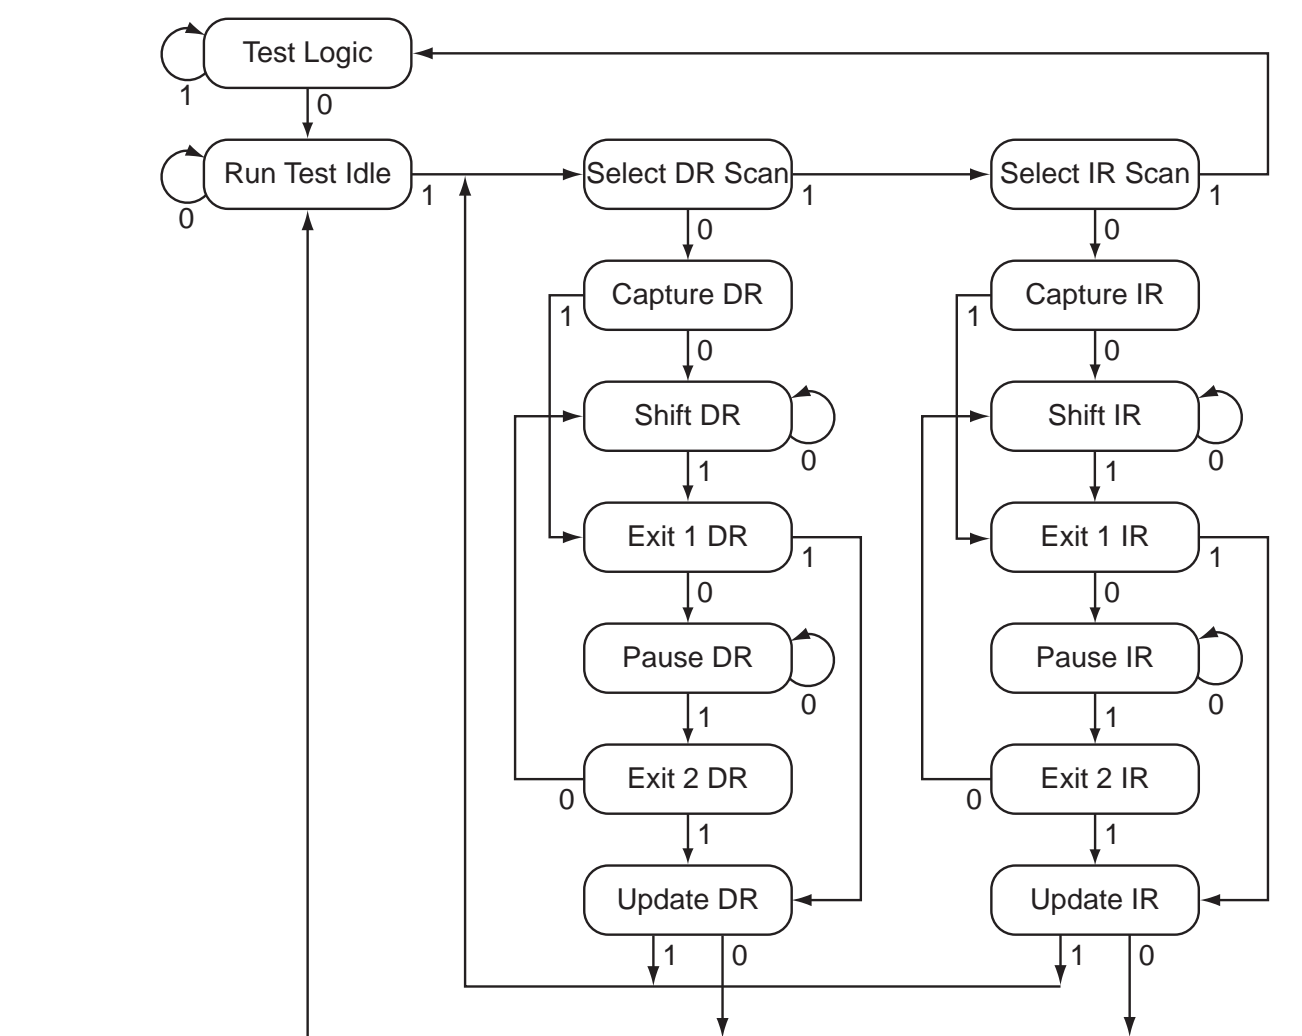 Test Logic
1
0
Run Test Idle
1
0
Select DR Scan
1
0
Select IR Scan
1
0
Capture DR
1
0
Capture IR
1
0
Shift DR
0
1
Shift IR
0
1
Exit 1 DR
1
0
Exit 1 IR
1
0
Pause DR
0
1
Pause IR
0
1
Exit 2 DR
0
1
Exit 2 IR
0
1
Update DR
1
0
Update IR
1
0